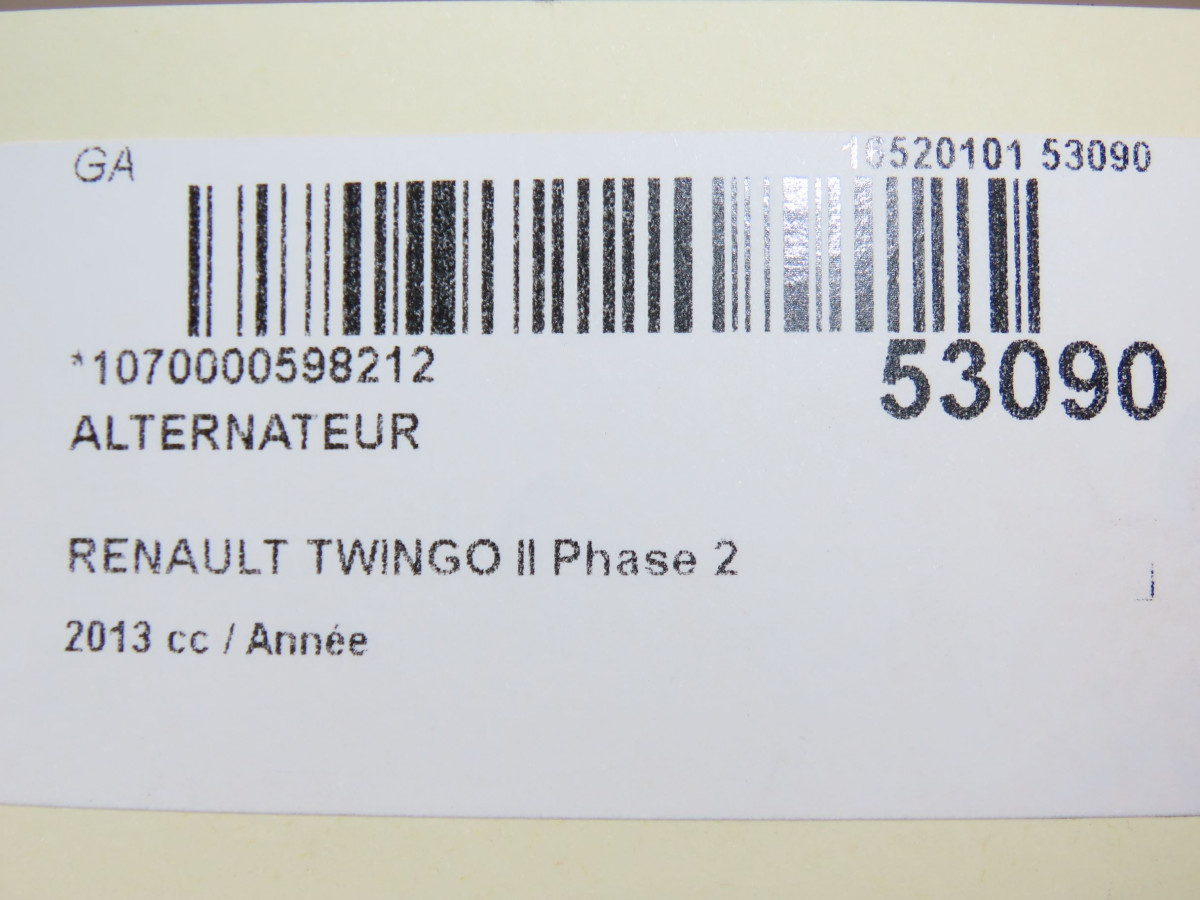 GA
10520101 53090
*1070000598212
53090
ALTERNATEUR
RENAULT TWINGO II Phase 2
2013 cc / Année